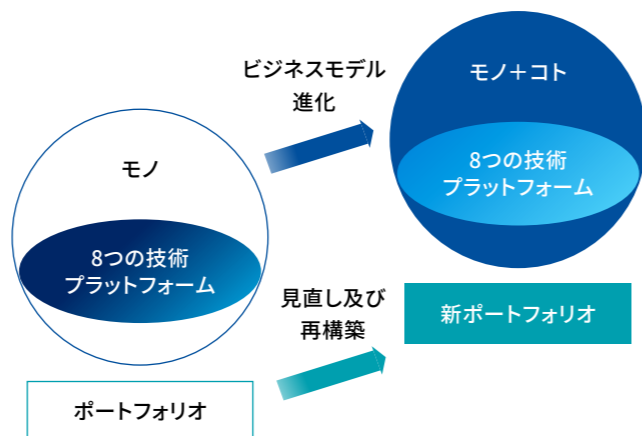 モノ
8つの技術
プラットフォーム
ポートフォリオ
ビジネスモデル
進化
見直し及び
再構築
モノ＋コト
8つの技術
プラットフォーム
新ポートフォリオ